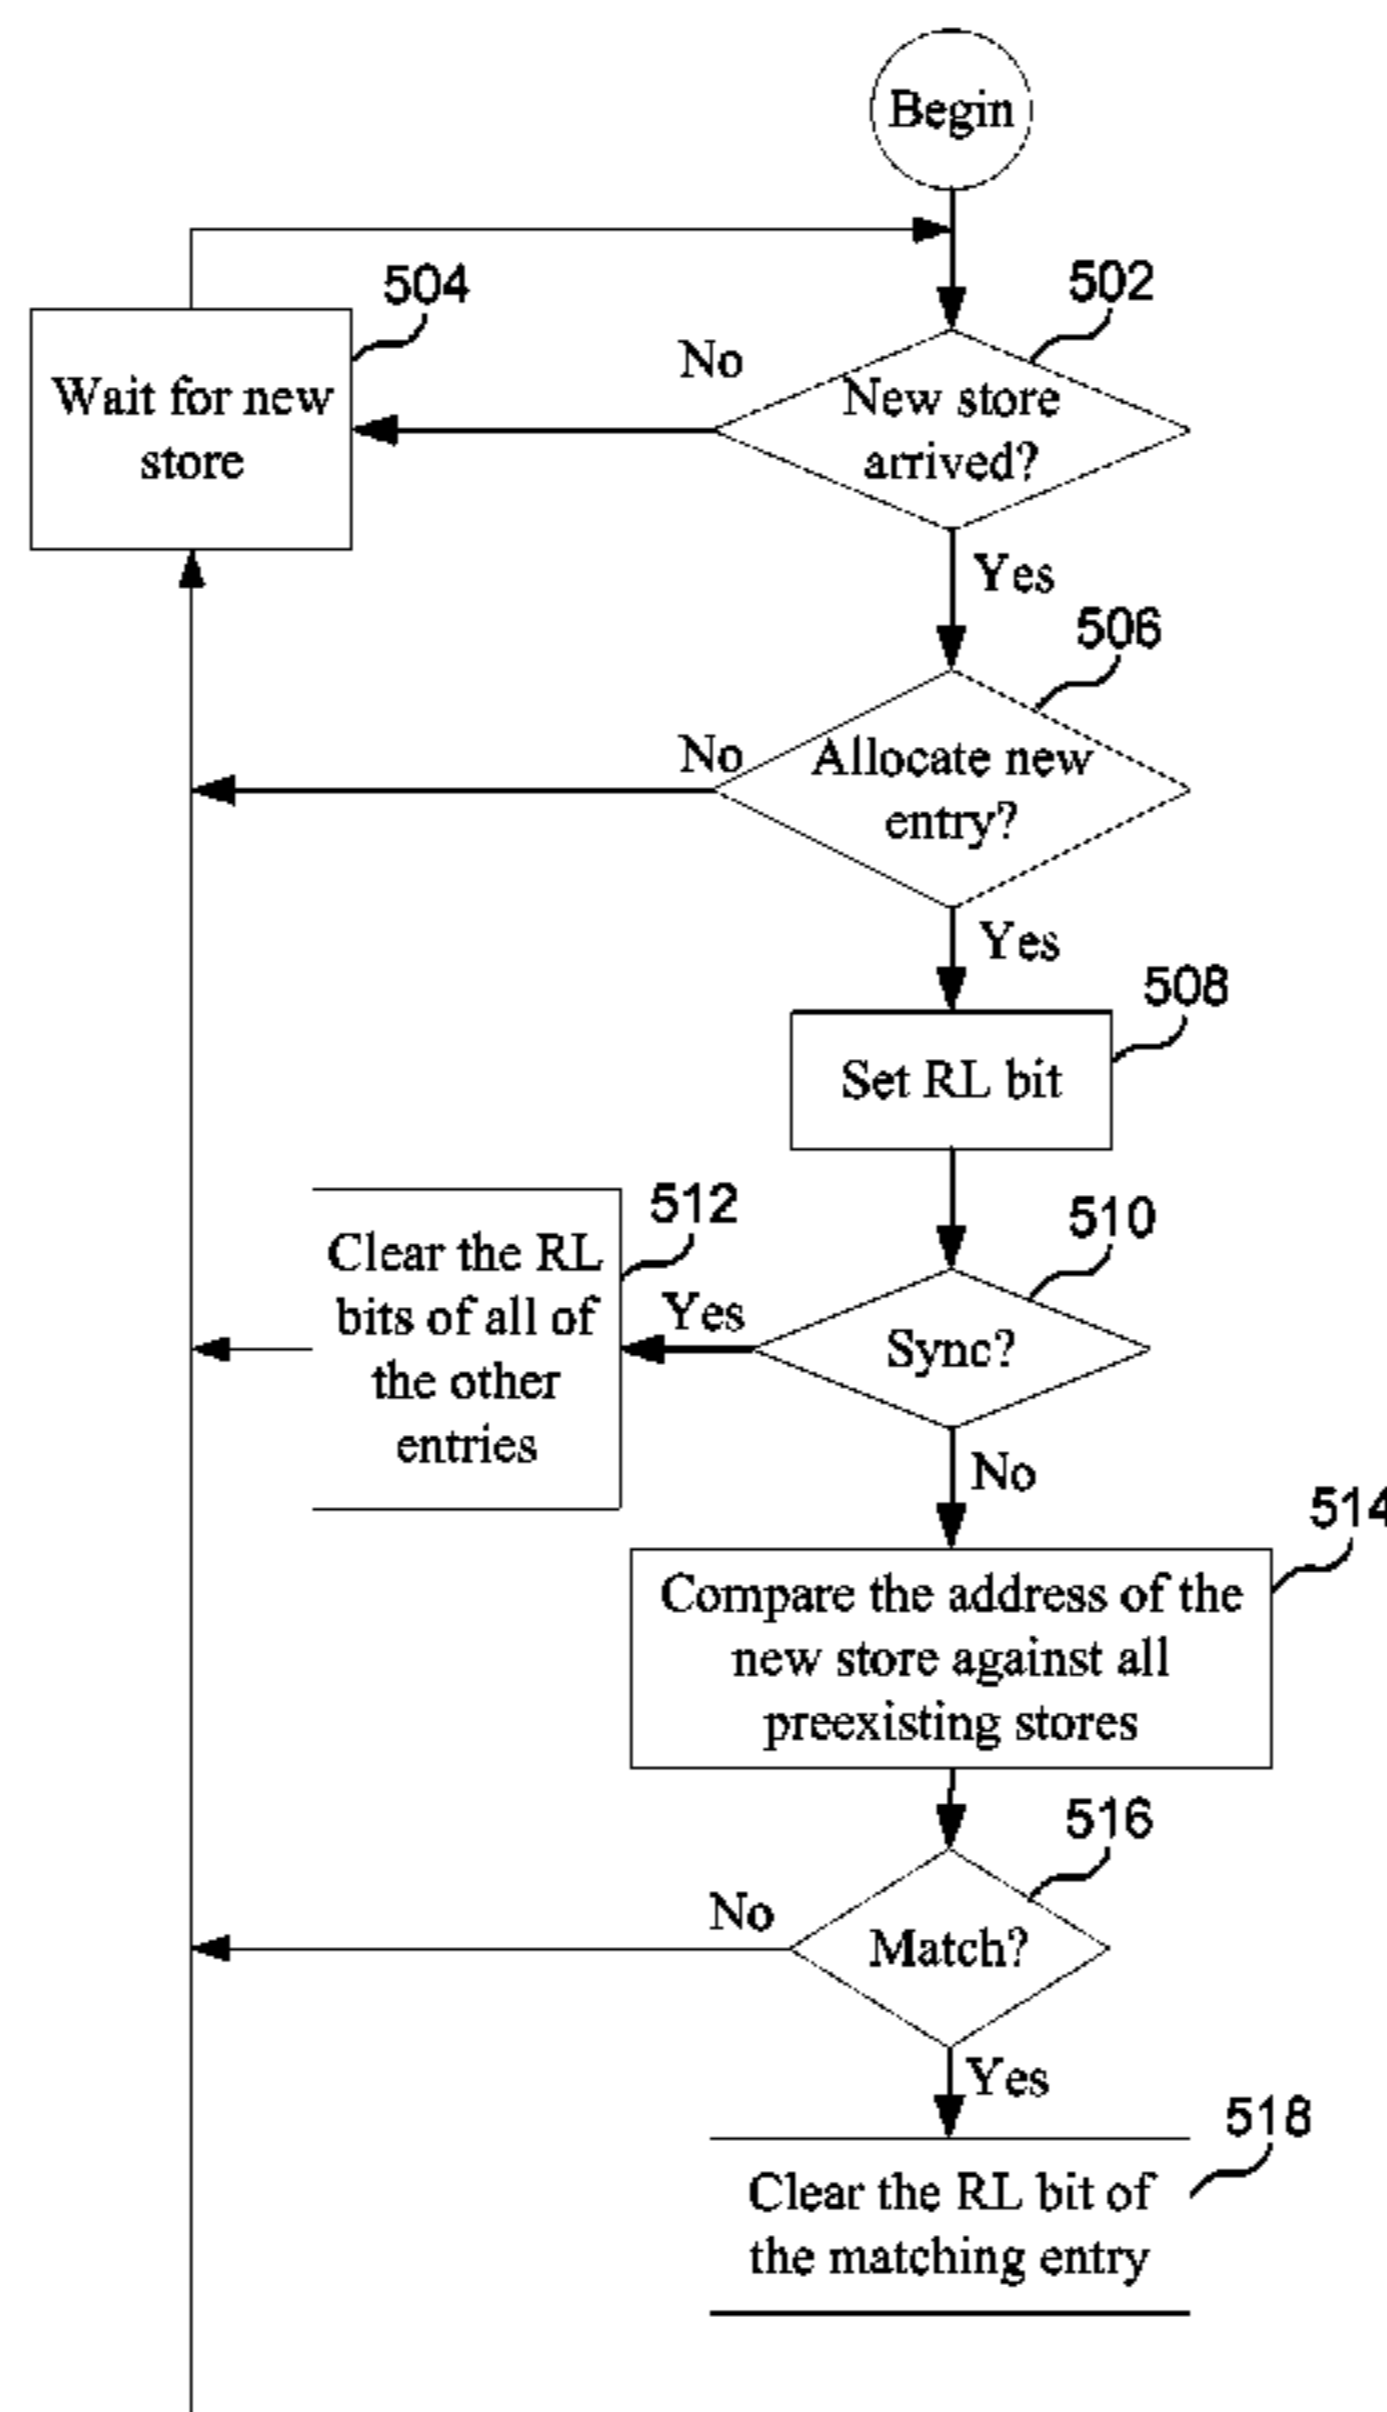 Begin
504
502
No
New store
arrived?
Wait for new
store
Yes
506
No
Allocate new
entry?
Yes
508
Set RL bit
512
510
Clear the RL
bits of all of
the other
entries
Yes
Sync?
No
514
Compare the address of the
new store against all
preexisting stores
516
No
Match?
Yes
518
Clear the RL bit of
the matching entry